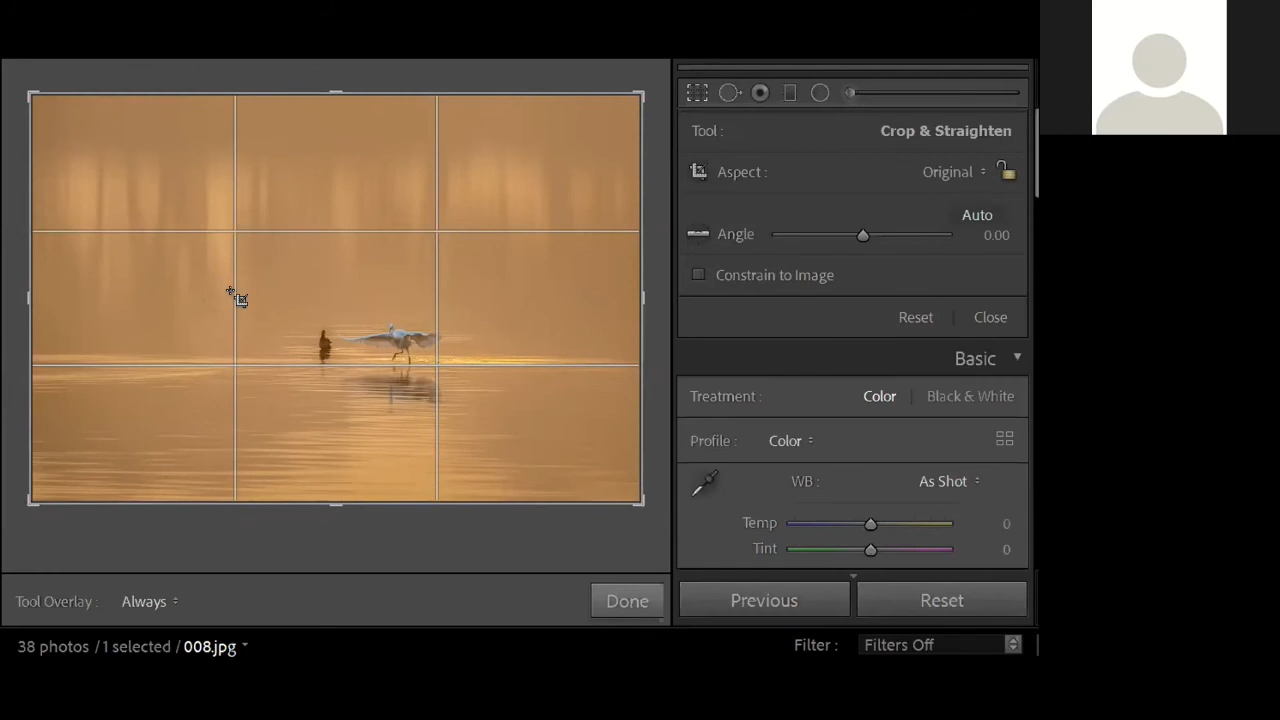 Tool : Crop & Straighten
Aspect : Original
Auto
Angle 0.00
Constrain to Image
Reset | Close
Basic
Treatment : Color | Black & White
Profile : Color
WB : As Shot
Temp 0
Tint 0
Tool Overlay : Always Done Previous Reset
38 photos / 1 selected / 008.jpg Filter : Filters Off